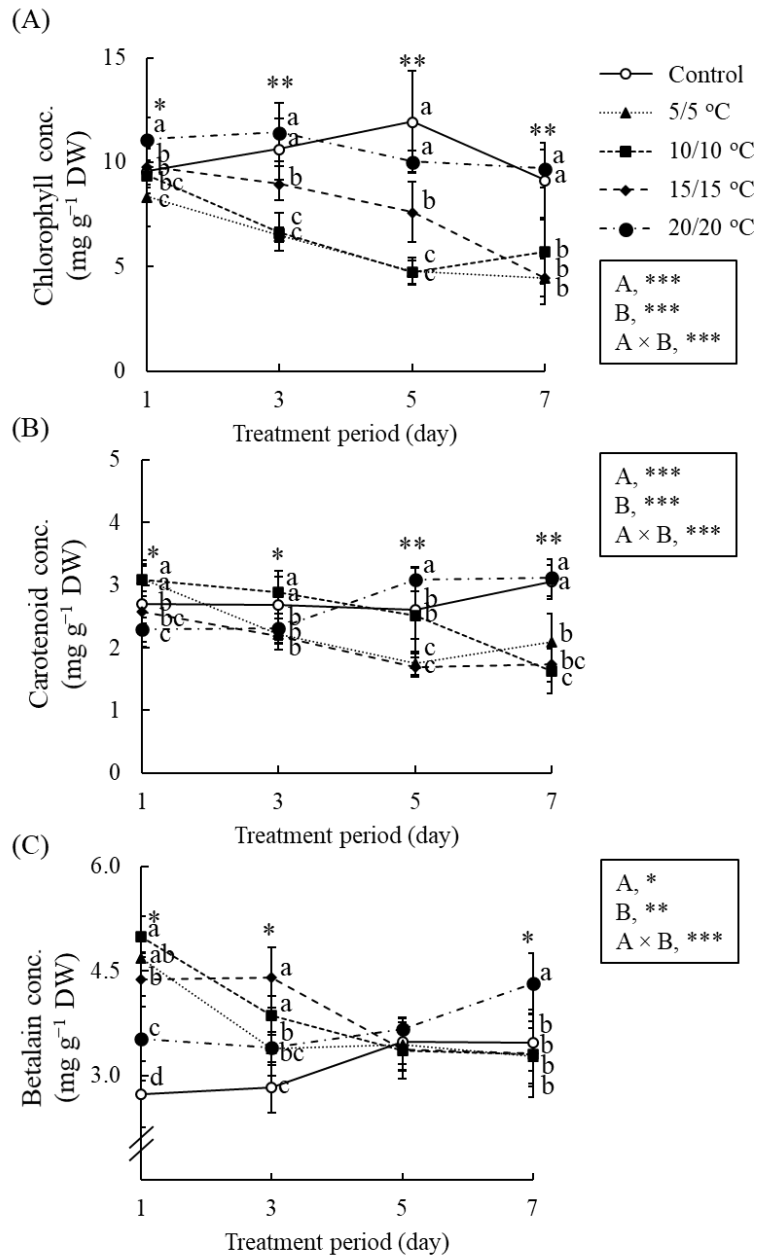 (A)
15
10
5
0
Chlorophyll conc.
(mg g⁻¹ DW)
*
a
b
b
bc
c
**
a
a
b
c
c
a
a
b
c
c
**
**
a
a
b
b
b
1
3
5
7
Treatment period (day)
Control
5/5 °C
10/10 °C
15/15 °C
20/20 °C
A, ***
B, ***
A × B, ***
(B)
5
4
3
2
1
0
Carotenoid conc.
(mg g⁻¹ DW)
*
a
a
b
bc
c
*
a
a
b
b
b
**
a
b
b
c
c
**
a
a
b
bc
c
1
3
5
7
Treatment period (day)
A, ***
B, ***
A × B, ***
(C)
6.0
4.5
3.0
Betalain conc.
(mg g⁻¹ DW)
*
a
ab
b
c
d
*
a
a
b
bc
c
*
a
b
b
b
1
3
5
7
Treatment period (day)
A, *
B, **
A × B, ***